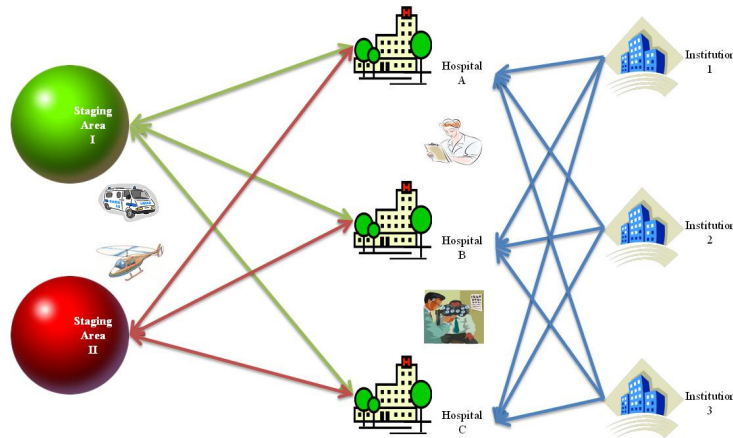 Staging
Area
I
Staging
Area
II
H
Hospital
A
H
Hospital
B
H
Hospital
C
Institution
1
Institution
2
Institution
3